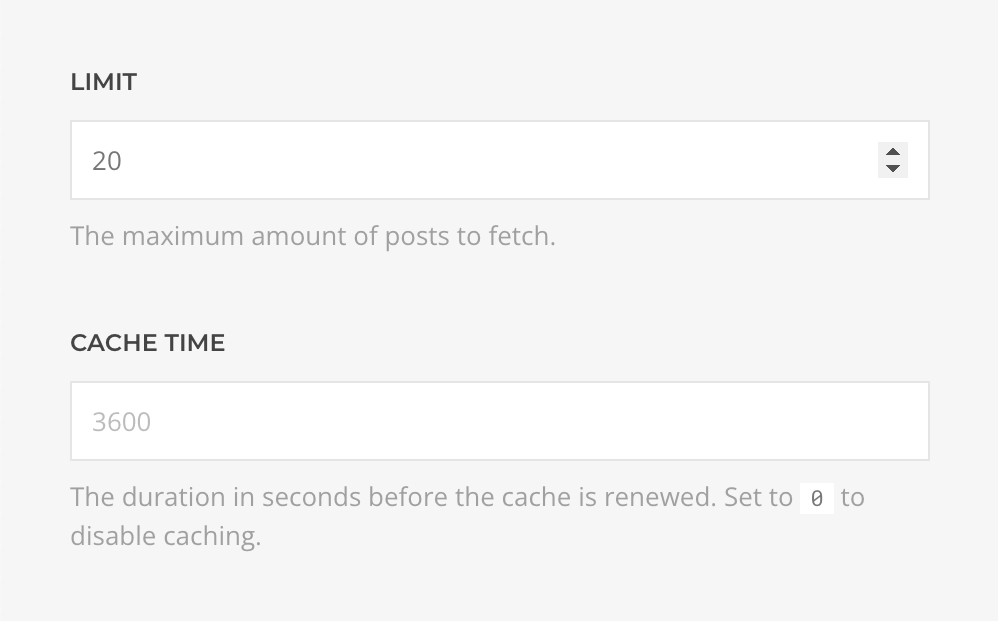 LIMIT
20
The maximum amount of posts to fetch.
CACHE TIME
3600
The duration in seconds before the cache is renewed. Set to 0 to
disable caching.